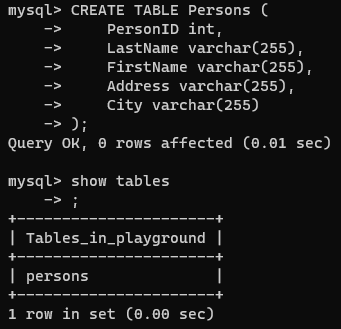 mysql> CREATE TABLE Persons (
    ->     PersonID int,
    ->     LastName varchar(255),
    ->     FirstName varchar(255),
    ->     Address varchar(255),
    ->     City varchar(255)
    -> );
Query OK, 0 rows affected (0.01 sec)

mysql> show tables
    -> ;
+----------------------+
| Tables_in_playground |
+----------------------+
| persons              |
+----------------------+
1 row in set (0.00 sec)